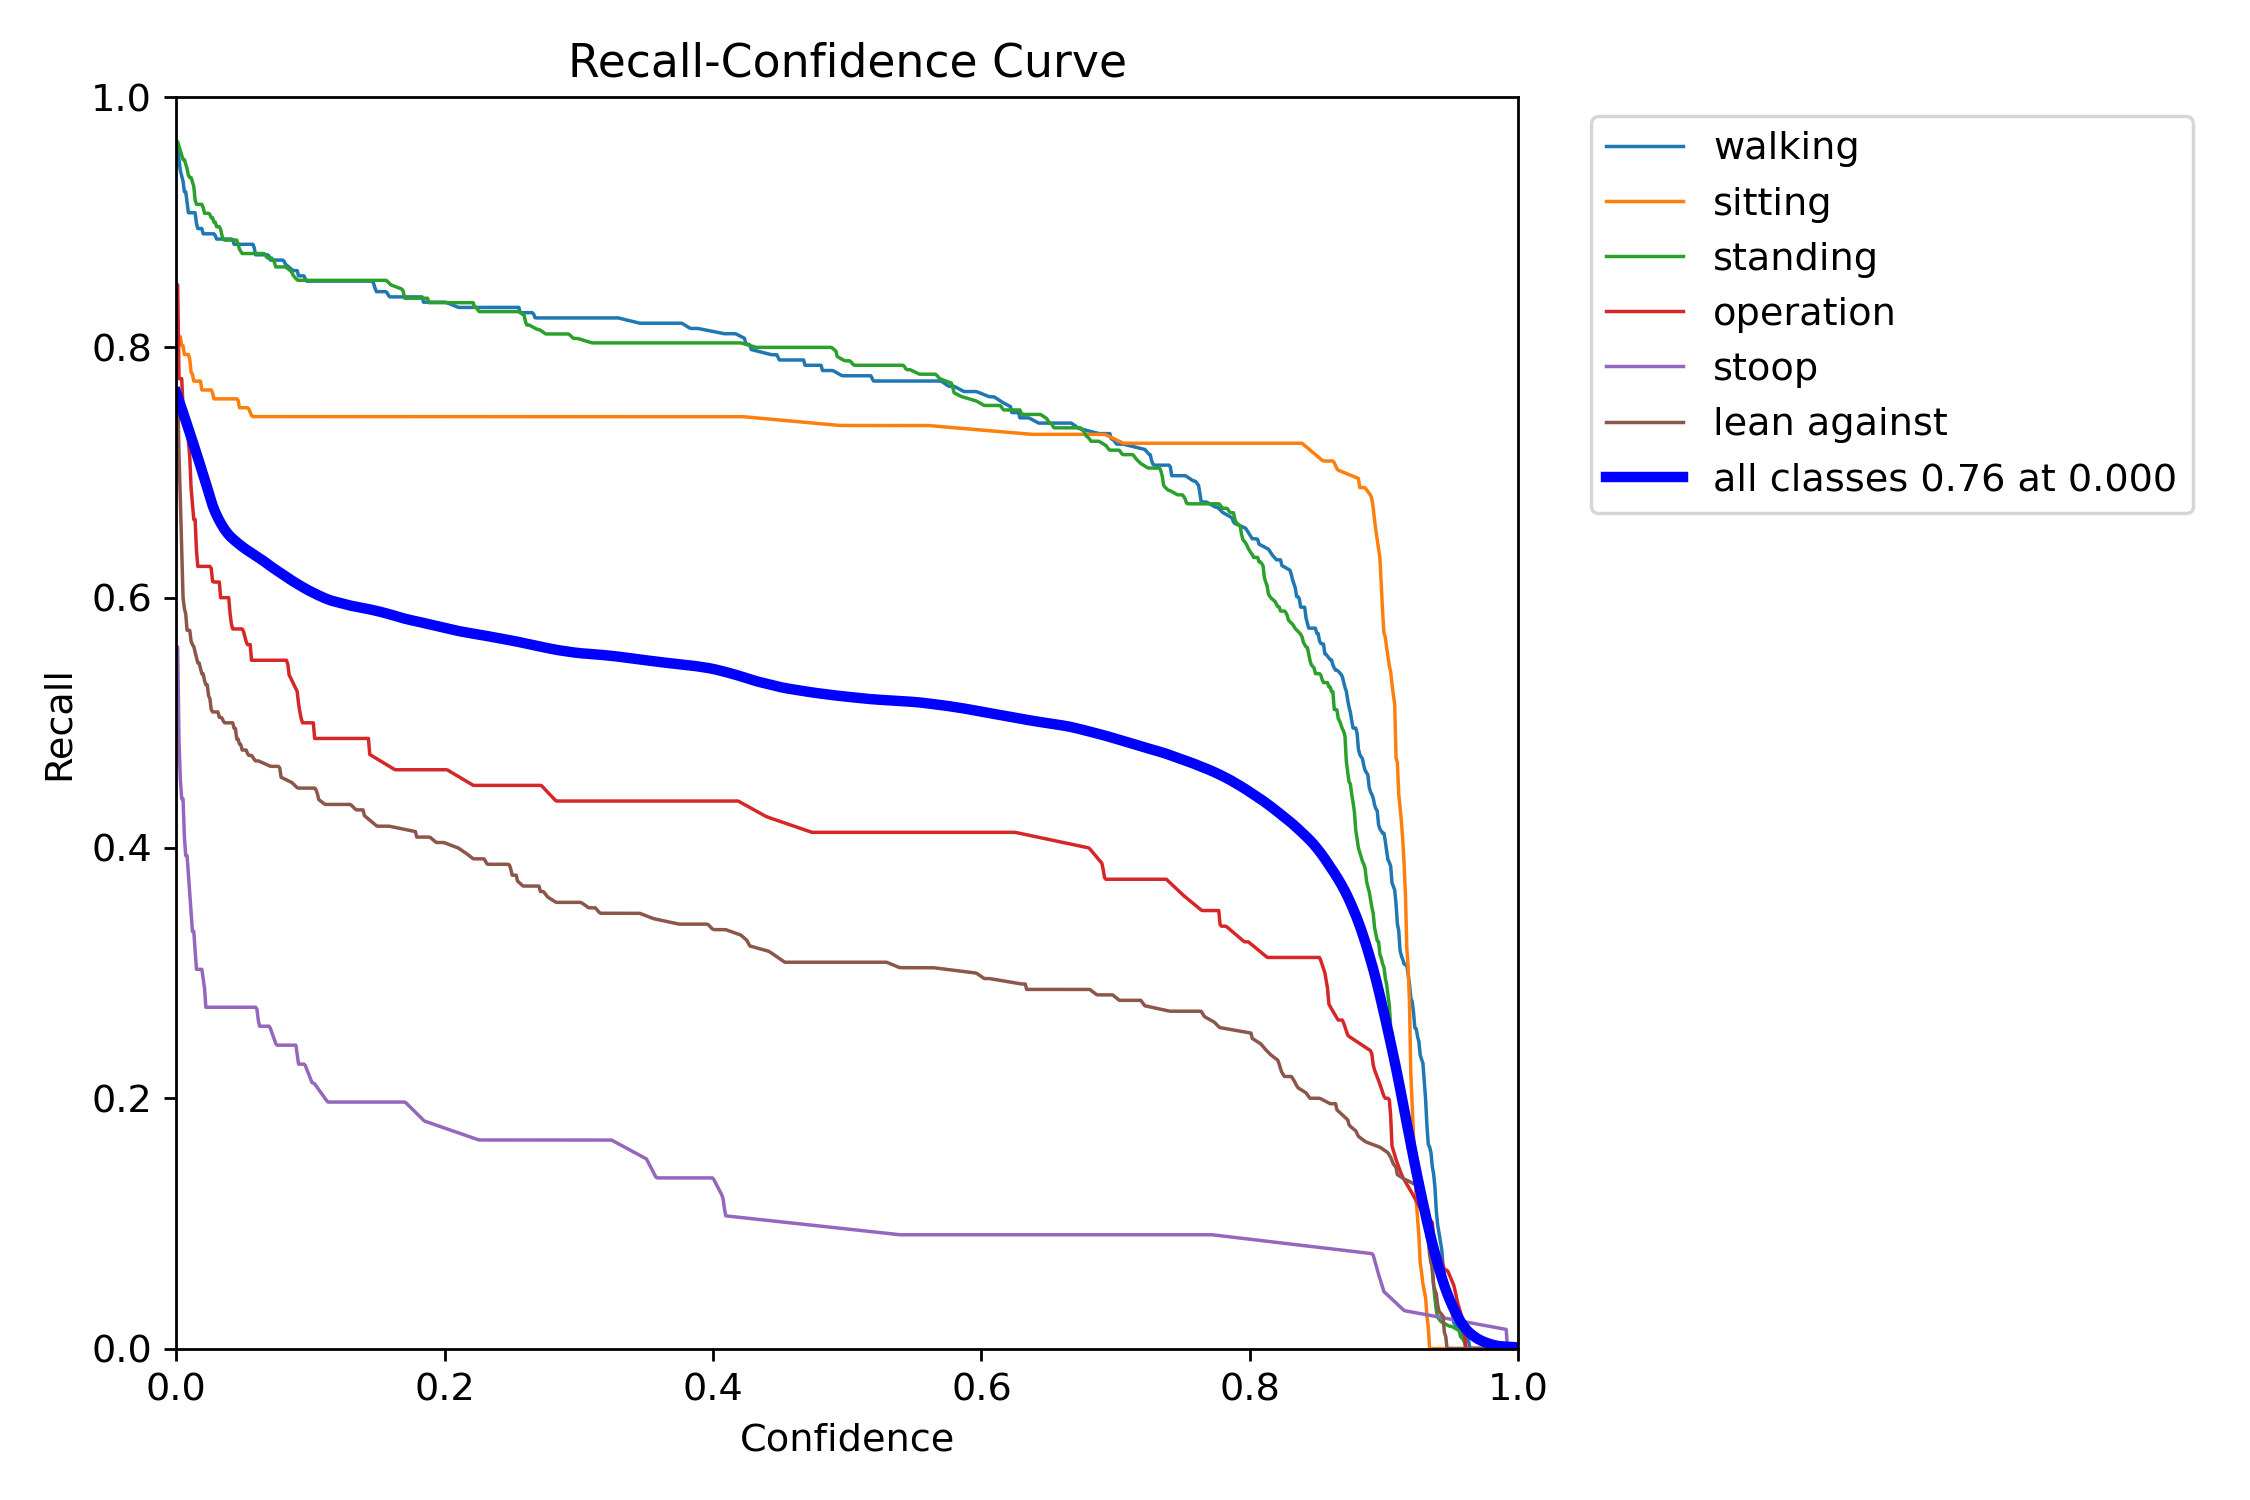 Recall-Confidence Curve
1.0
0.8
0.6
0.4
0.2
0.0
Recall
0.0 0.2 0.4 0.6 0.8 1.0
Confidence
walking
sitting
standing
operation
stoop
lean against
all classes 0.76 at 0.000